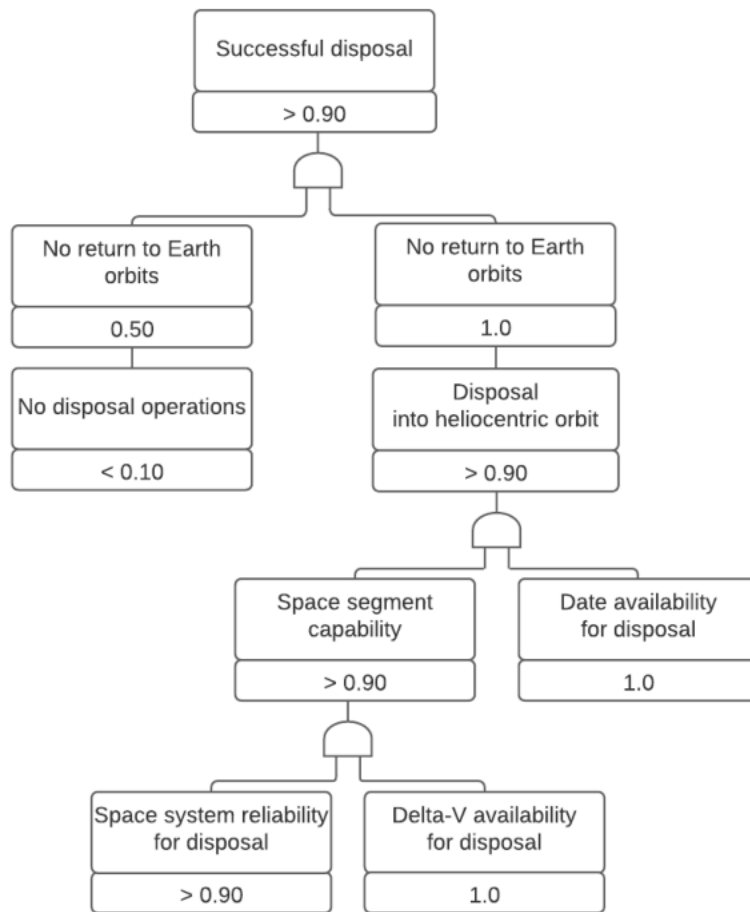 Successful disposal
> 0.90
No return to Earth
orbits
0.50
No return to Earth
orbits
1.0
No disposal operations
< 0.10
Disposal
into heliocentric orbit
> 0.90
Space segment
capability
> 0.90
Date availability
for disposal
1.0
Space system reliability
for disposal
> 0.90
Delta-V availability
for disposal
1.0